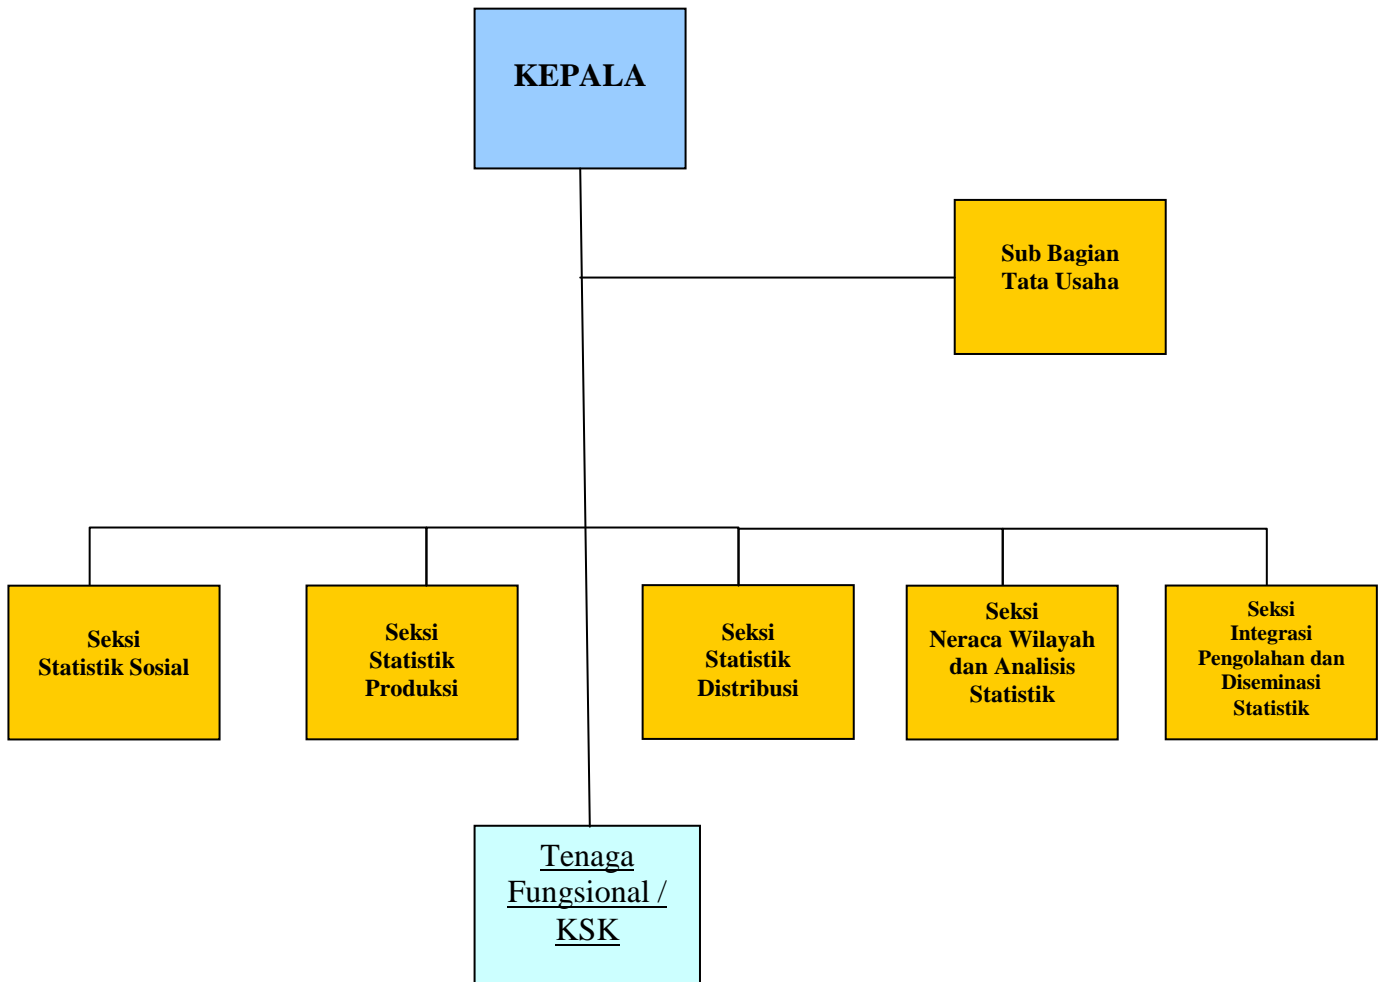 KEPALA
Sub Bagian
Tata Usaha
Seksi
Statistik Sosial
Seksi
Statistik
Produksi
Seksi
Statistik
Distribusi
Seksi
Neraca Wilayah
dan Analisis
Statistik
Seksi
Integrasi
Pengolahan dan
Diseminasi
Statistik
Tenaga
Fungsional /
KSK